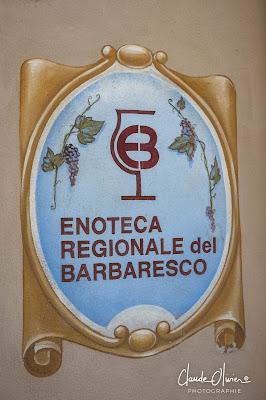 B
ENOTECA
REGIONALE del
BARBARESCO
Claude Olivier
PHOTOGRAPHIE